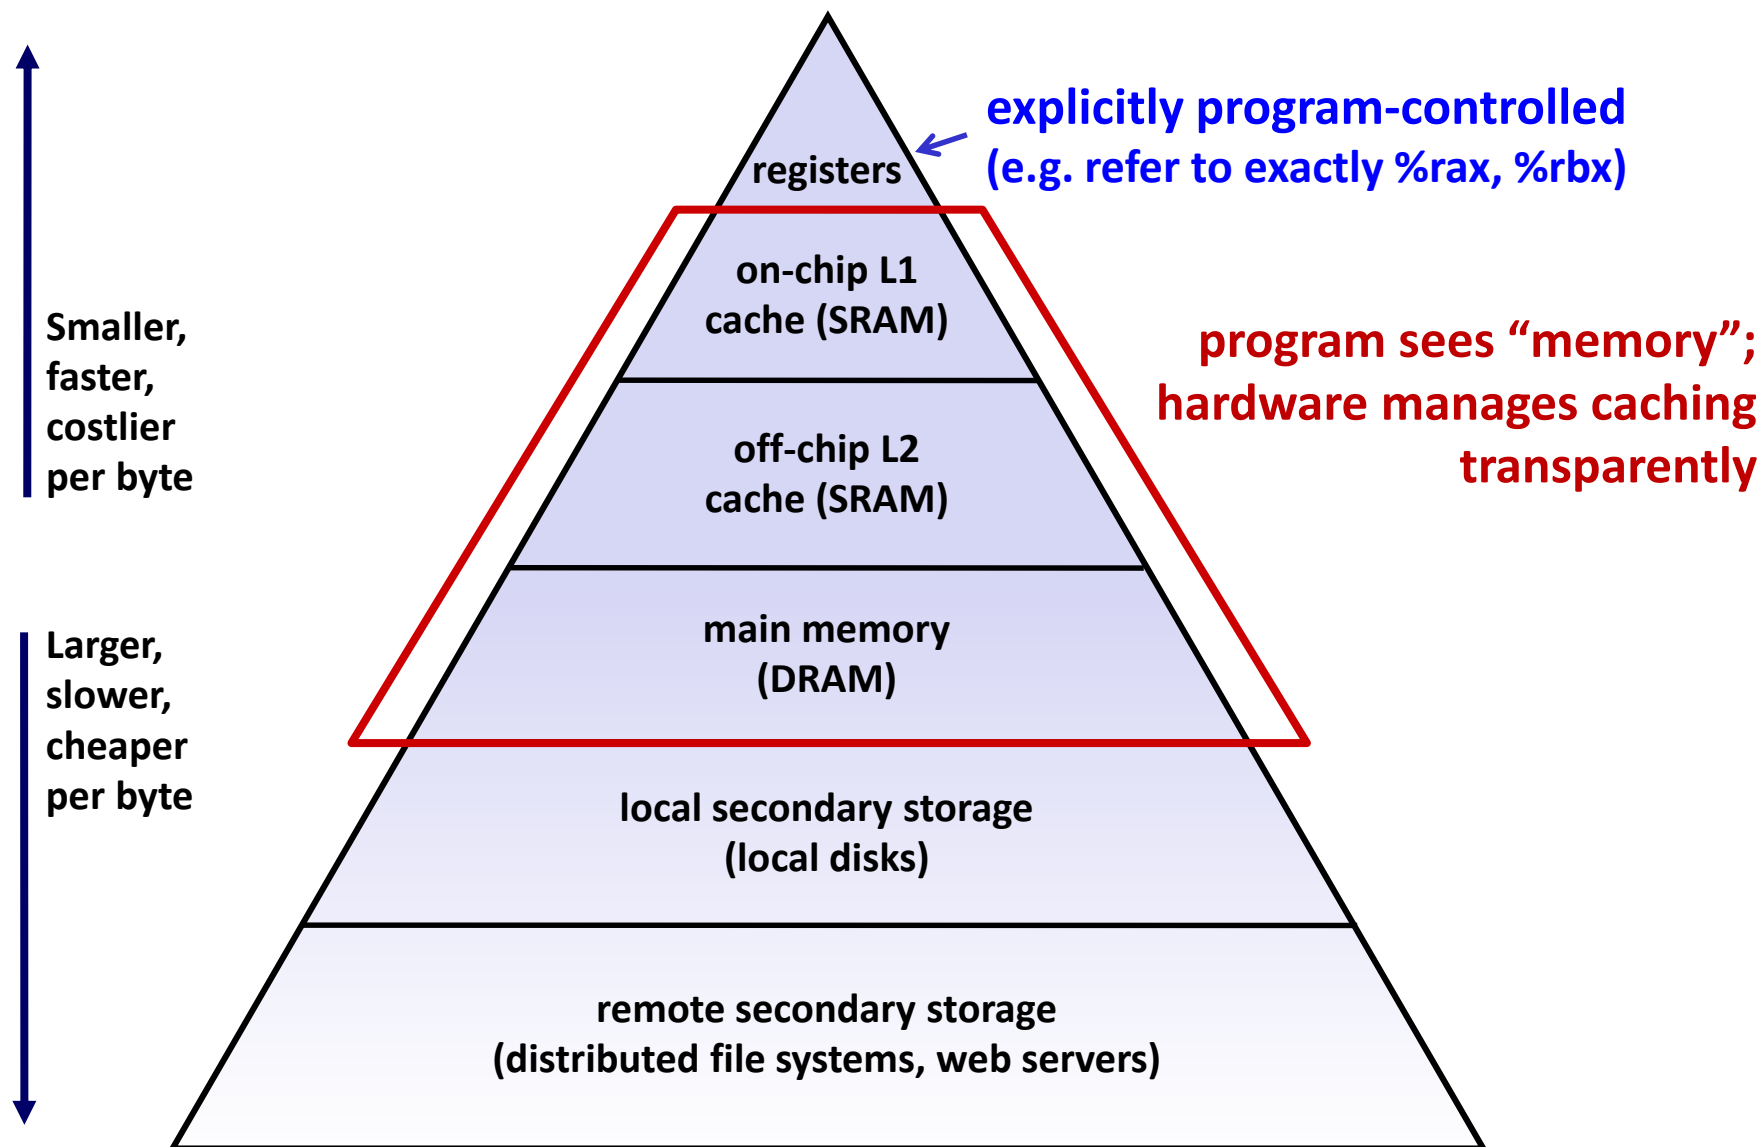 explicitly program-controlled
(e.g. refer to exactly %rax, %rbx)
registers
on-chip L1
cache (SRAM)
Smaller,
faster,
costlier
per byte
program sees “memory”;
hardware manages caching
transparently
off-chip L2
cache (SRAM)
main memory
(DRAM)
Larger,
slower,
cheaper
per byte
local secondary storage
(local disks)
remote secondary storage
(distributed file systems, web servers)